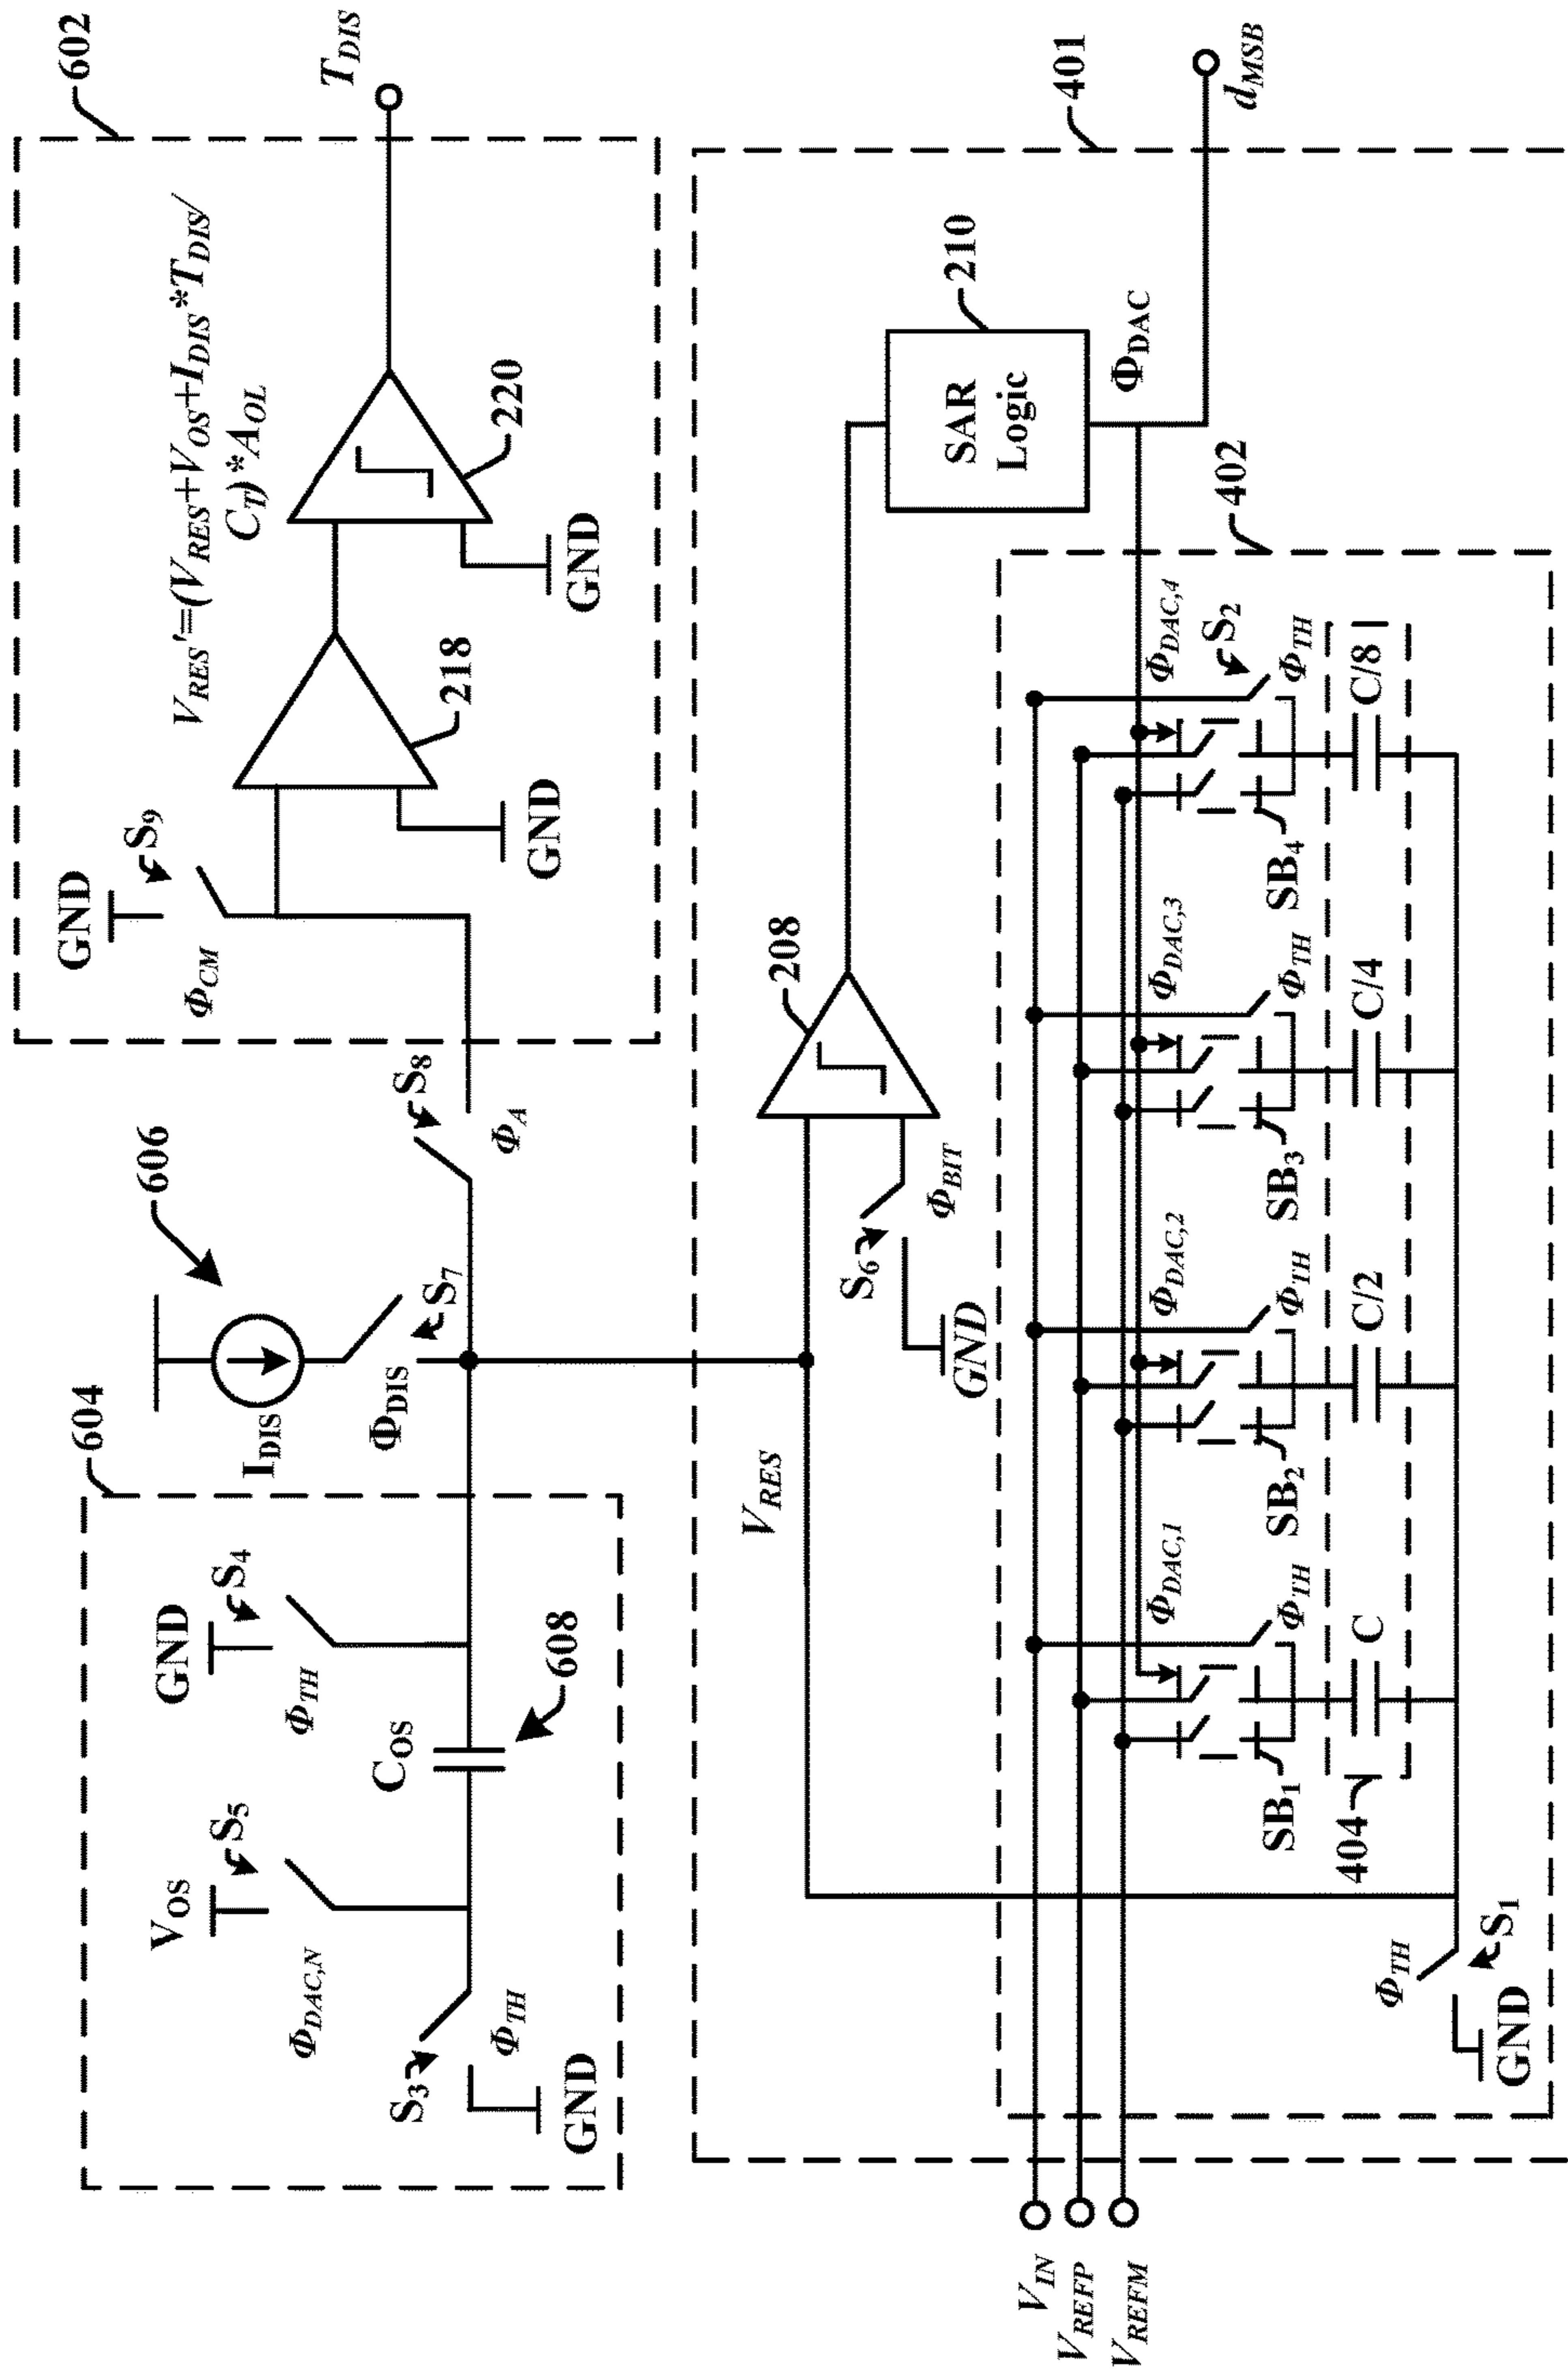 604
V_OS
S_5
Φ_DAC,N
S_3
Φ_TH
GND
GND
S_4
Φ_TH
C_OS
608
606
I_DIS
Φ_DIS
S_7
S_8
Φ_A
602
GND
S_9
Φ_CM
V_RES'=(V_RES+V_OS+I_DIS*T_DIS/
C_T)*A_OL
218
GND
220
GND
T_DIS
401
V_RES
208
S_6
Φ_BIT
GND
SAR
Logic
210
Φ_DAC
d_MSB
402
V_IN
V_REFP
V_REFM
Φ_DAC,1
Φ_TH
SB_1
C
404
Φ_DAC,2
Φ_TH
SB_2
C/2
Φ_DAC,3
Φ_TH
SB_3
C/4
Φ_DAC,4
S_2
Φ_TH
SB_4
C/8
Φ_TH
S_1
GND